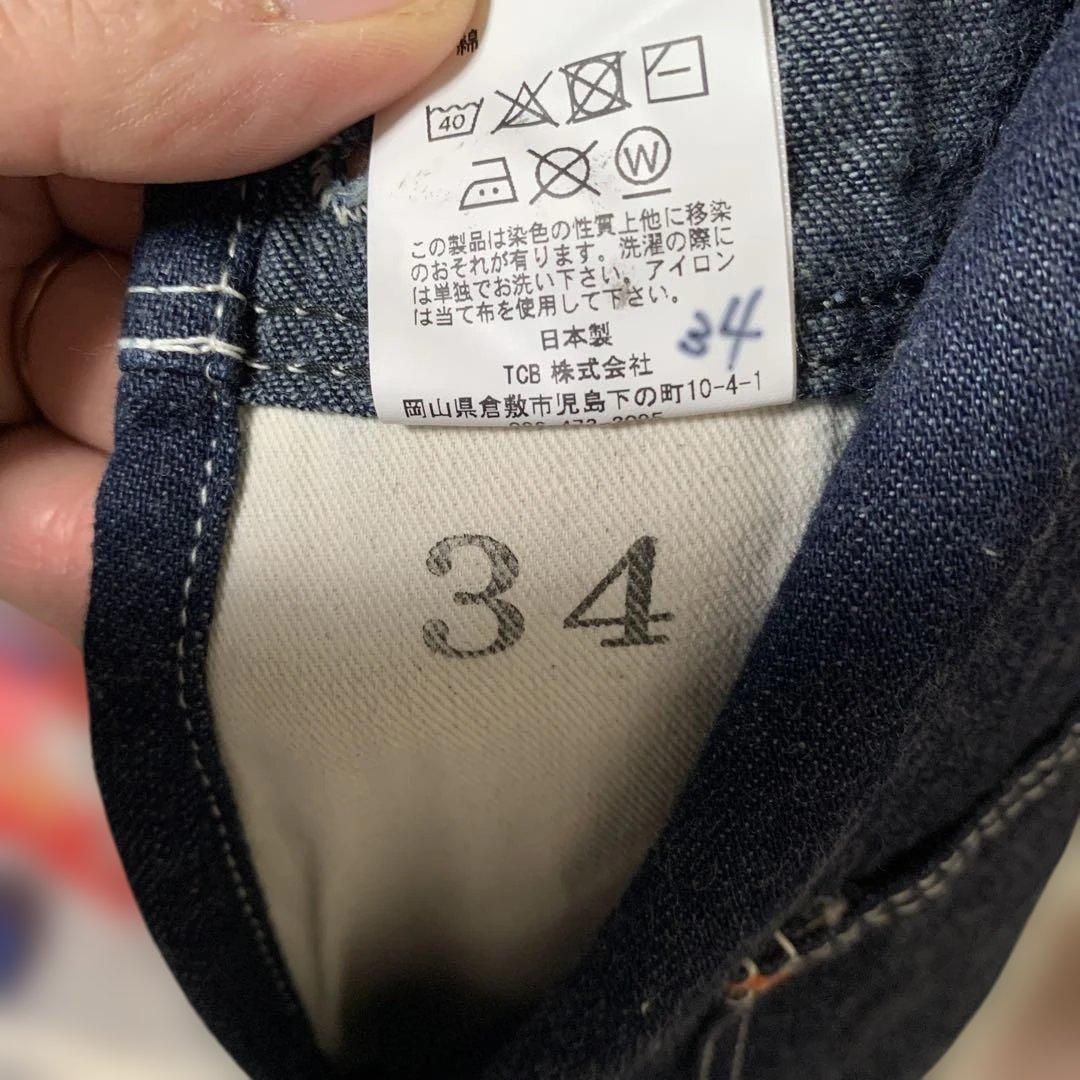 綿
40
W
この製品は染色の性質上他に移染
のおそれが有ります。洗濯の際に
は単独でお洗い下さい。アイロン
は当て布を使用して下さい。
日本製
34
TCB 株式会社
岡山県倉敷市児島下の町10-4-1
34